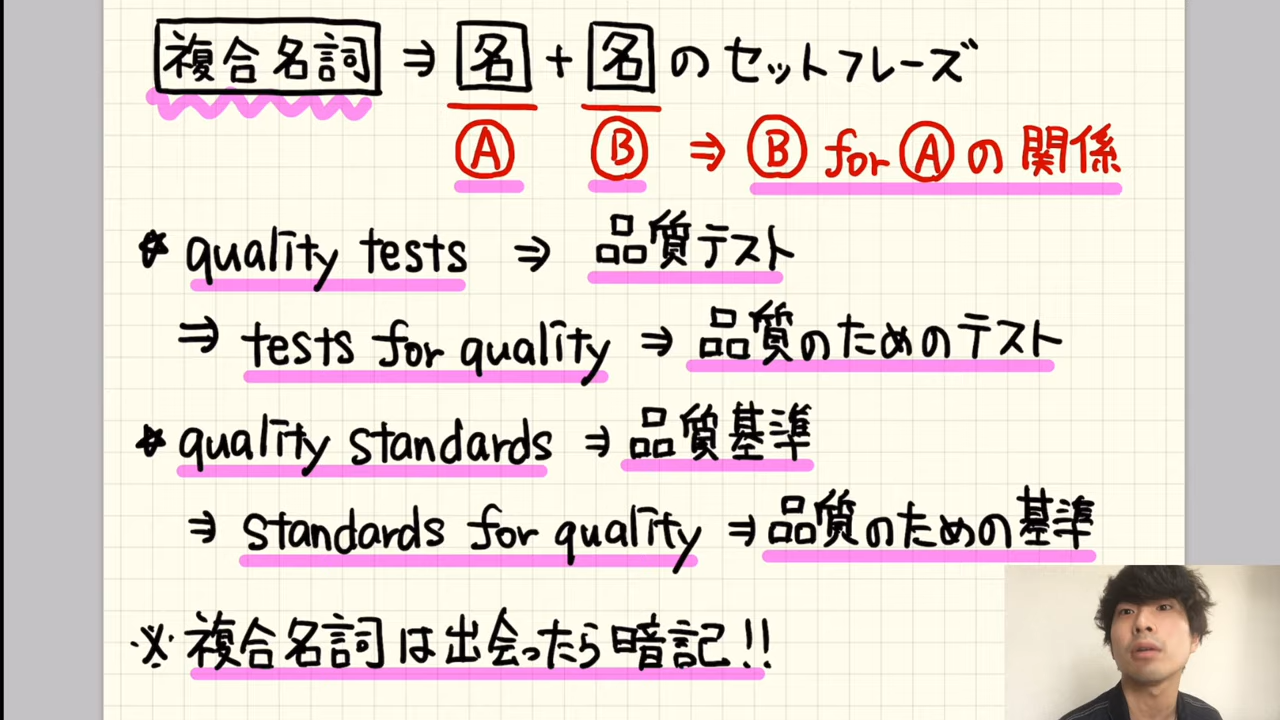 複合名詞 ⇒ 名 + 名 のセットフレーズ
Ⓐ Ⓑ ⇒ Ⓑ for Ⓐ の関係
☆ quality tests ⇒ 品質テスト
⇒ tests for quality ⇒ 品質のためのテスト
☆ quality standards ⇒ 品質基準
⇒ standards for quality ⇒ 品質のための基準
※ 複合名詞は出会ったら暗記!!